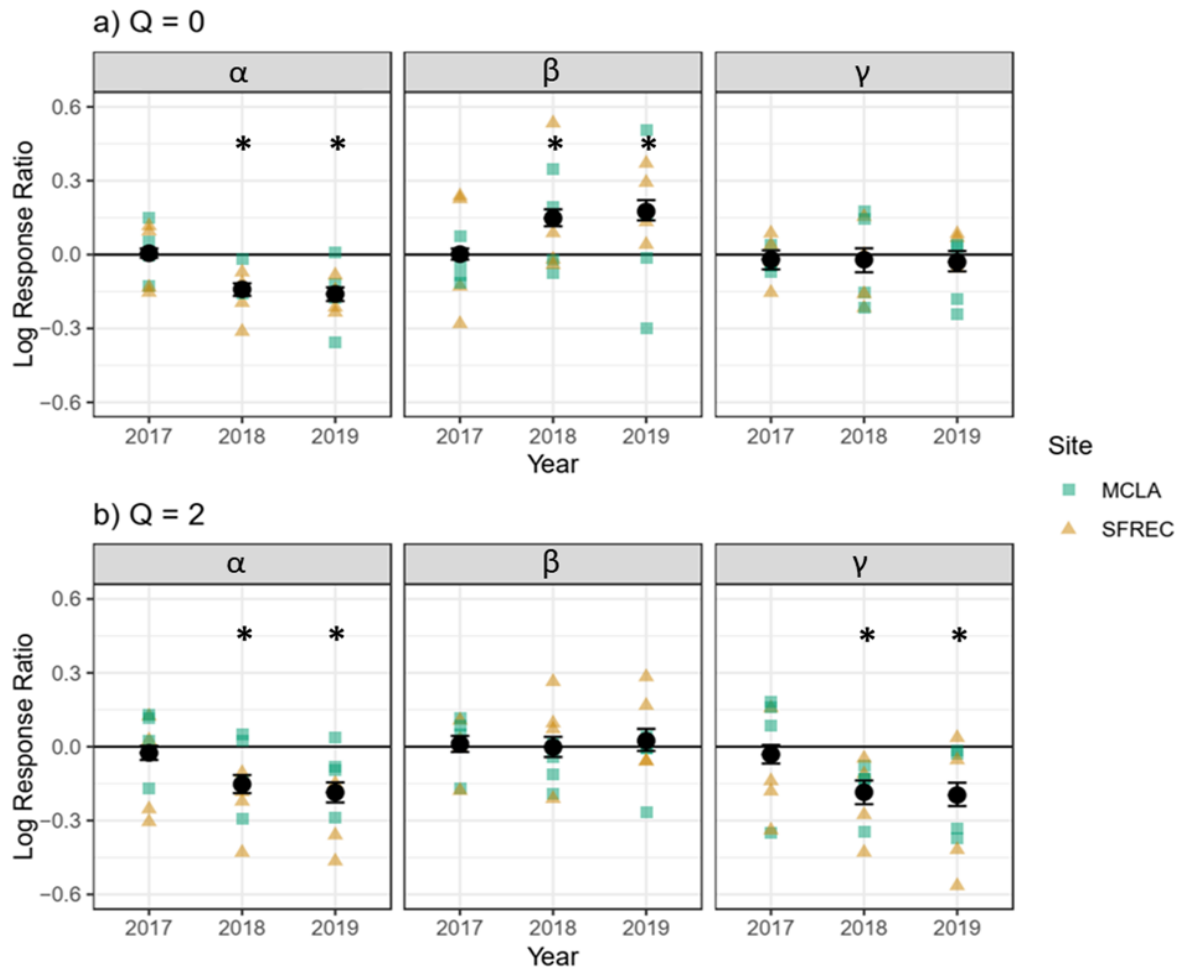 a) Q = 0
α β γ
Log Response Ratio
0.6
0.3
0.0
−0.3
−0.6
* * * *
2017 2018 2019 2017 2018 2019 2017 2018 2019
Year
Site
MCLA
SFREC
b) Q = 2
α β γ
Log Response Ratio
0.6
0.3
0.0
−0.3
−0.6
* * * *
2017 2018 2019 2017 2018 2019 2017 2018 2019
Year